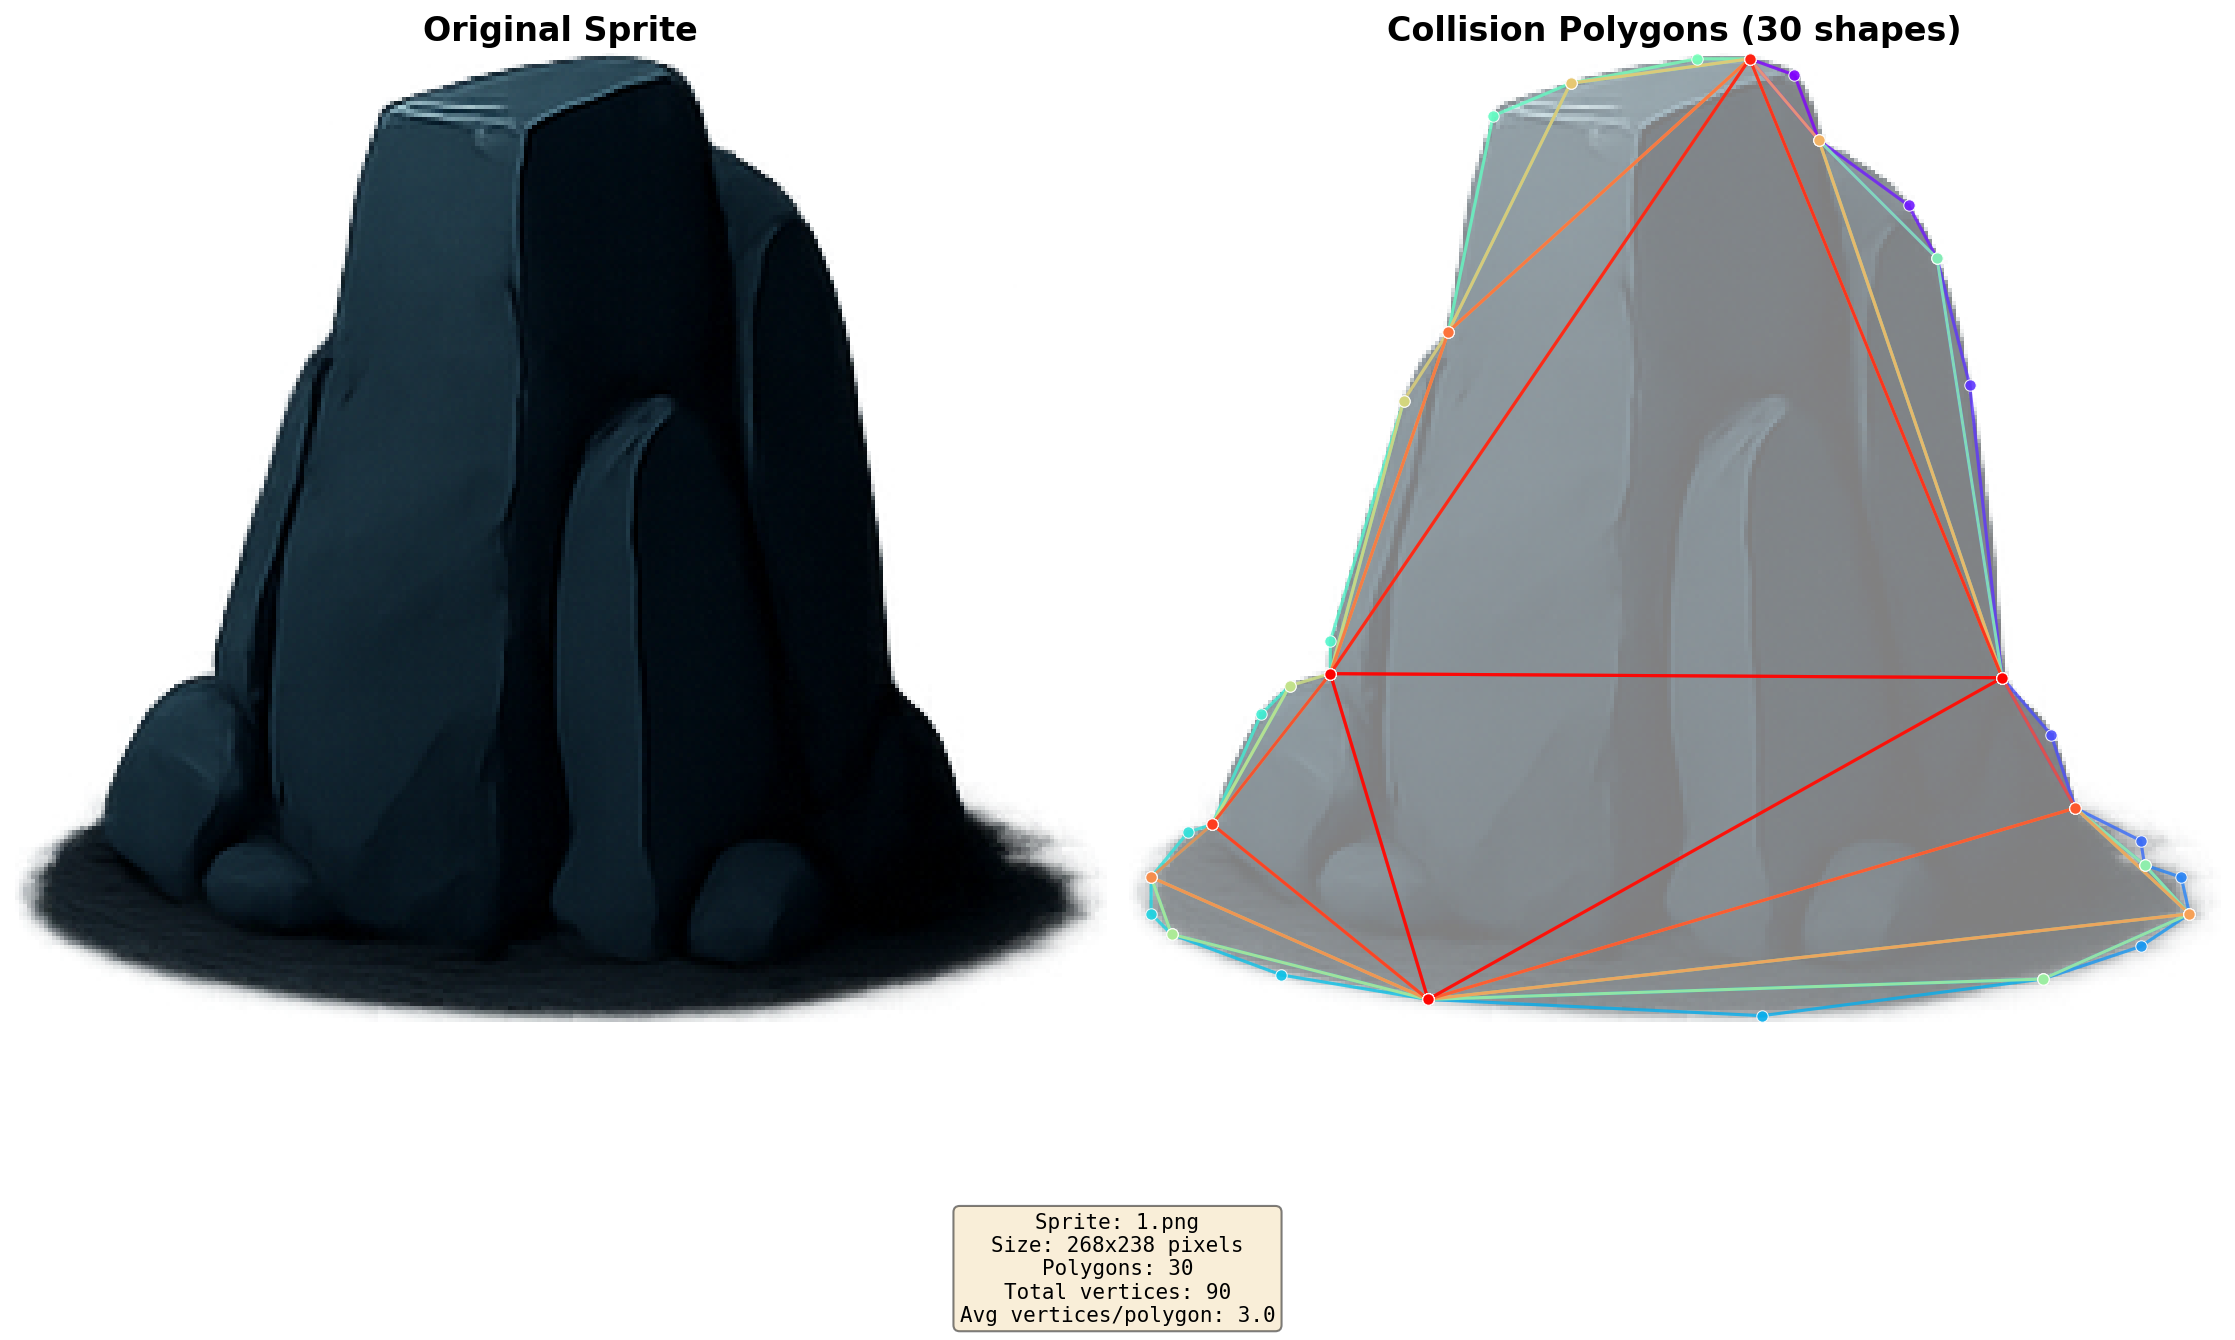 Original Sprite
Collision Polygons (30 shapes)
Sprite: 1.png
Size: 268x238 pixels
Polygons: 30
Total vertices: 90
Avg vertices/polygon: 3.0